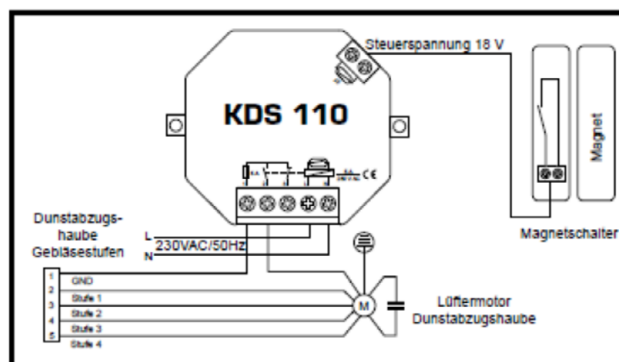 Steuerspannung 18 V
KDS 110
Magnet
Magnetschalter
Dunstabzugs-
haube
Gebläsestufen
L
230VAC/50Hz
N
1
GND
2
Stufe 1
3
Stufe 2
4
Stufe 3
5
Stufe 4
M
Lüftermotor
Dunstabzugshaube